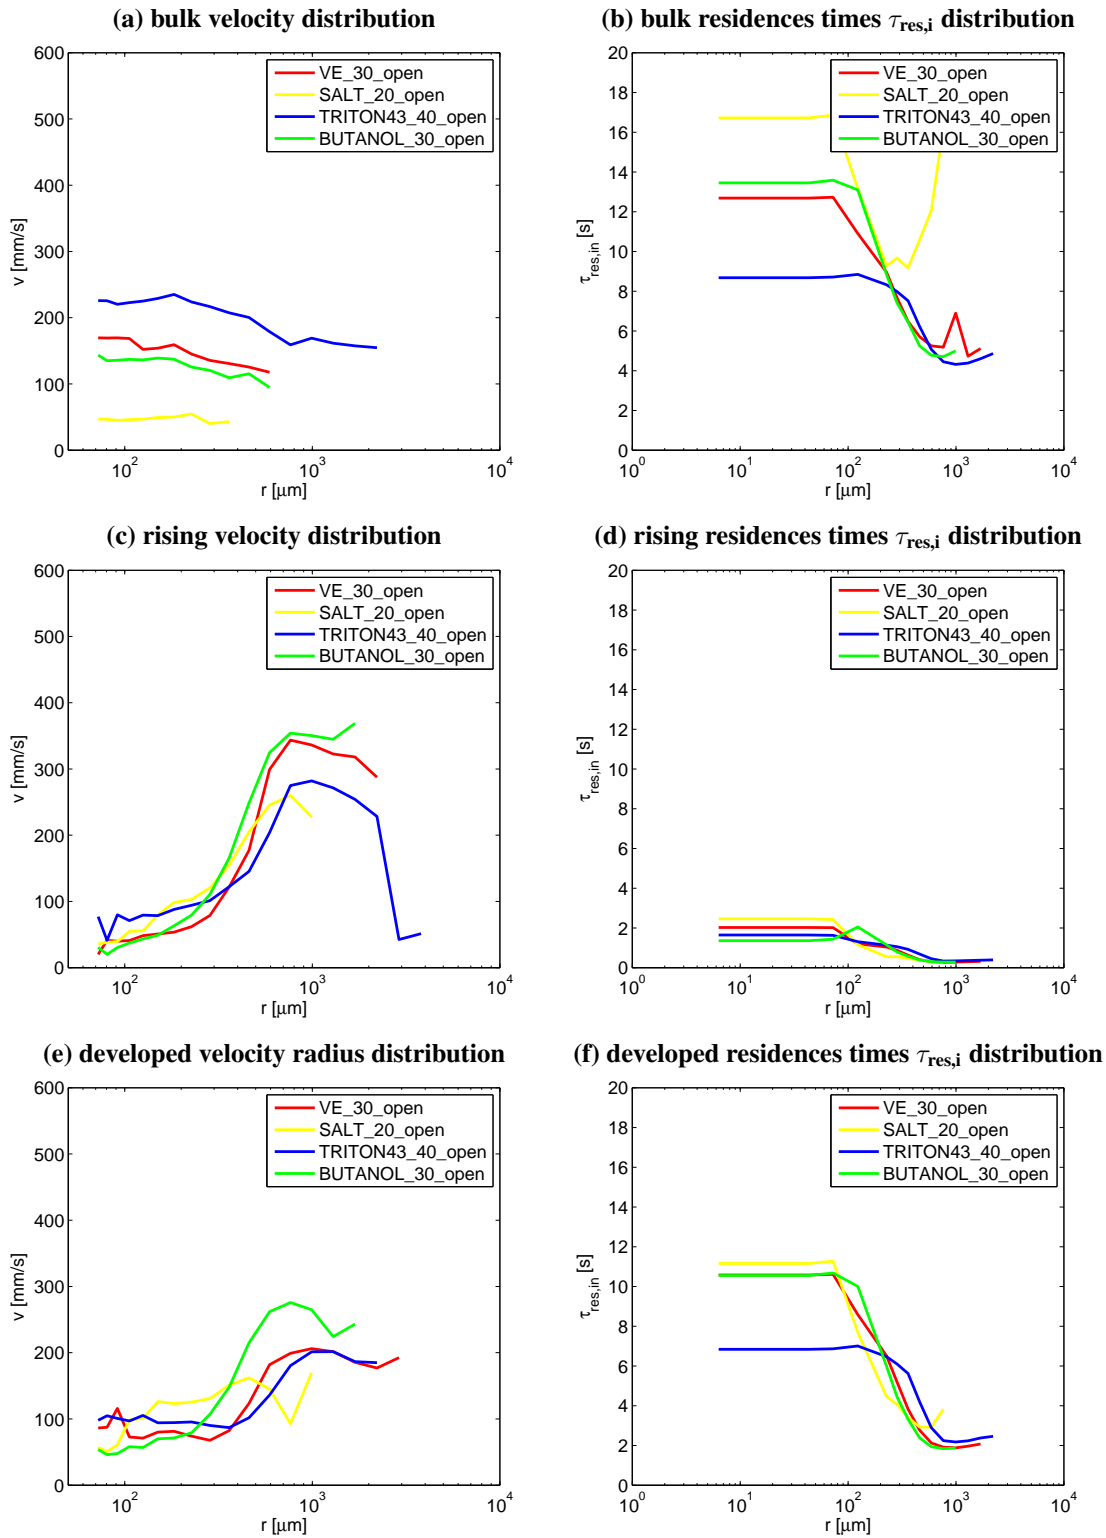 (a) bulk velocity distribution
600
500
400
300
200
100
0
v [mm/s]
10^2
10^3
10^4
r [μm]
VE_30_open
SALT_20_open
TRITON43_40_open
BUTANOL_30_open
(b) bulk residences times τ_res,i distribution
20
18
16
14
12
10
8
6
4
2
0
τ_res,in [s]
10^0
10^1
10^2
10^3
10^4
r [μm]
VE_30_open
SALT_20_open
TRITON43_40_open
BUTANOL_30_open
(c) rising velocity distribution
600
500
400
300
200
100
0
v [mm/s]
10^2
10^3
10^4
r [μm]
VE_30_open
SALT_20_open
TRITON43_40_open
BUTANOL_30_open
(d) rising residences times τ_res,i distribution
20
18
16
14
12
10
8
6
4
2
0
τ_res,in [s]
10^0
10^1
10^2
10^3
10^4
r [μm]
VE_30_open
SALT_20_open
TRITON43_40_open
BUTANOL_30_open
(e) developed velocity radius distribution
600
500
400
300
200
100
0
v [mm/s]
10^2
10^3
10^4
r [μm]
VE_30_open
SALT_20_open
TRITON43_40_open
BUTANOL_30_open
(f) developed residences times τ_res,i distribution
20
18
16
14
12
10
8
6
4
2
0
τ_res,in [s]
10^0
10^1
10^2
10^3
10^4
r [μm]
VE_30_open
SALT_20_open
TRITON43_40_open
BUTANOL_30_open